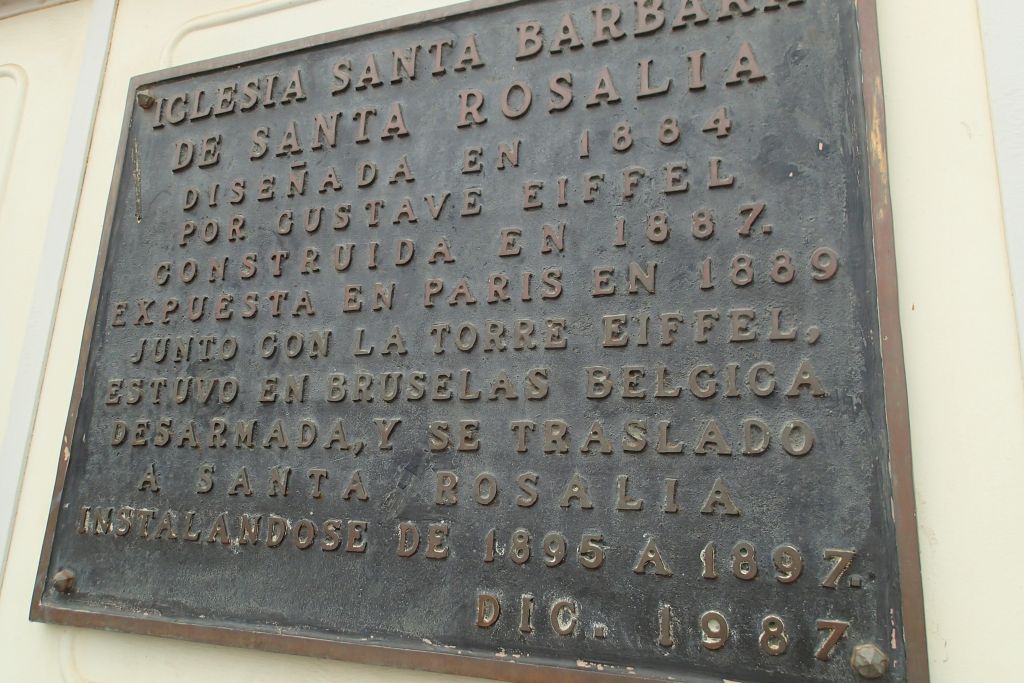 IGLESIA SANTA BARBARA
DE SANTA ROSALIA
DISEÑADA EN 1884
POR GUSTAVE EIFFEL
CONSTRUIDA EN 1887.
EXPUESTA EN PARIS EN 1889
JUNTO CON LA TORRE EIFFEL,
ESTUVO EN BRUSELAS BELGICA
DESARMADA, Y SE TRASLADO
A SANTA ROSALIA
INSTALANDOSE DE 1895 A 1897.
DIC. 1987